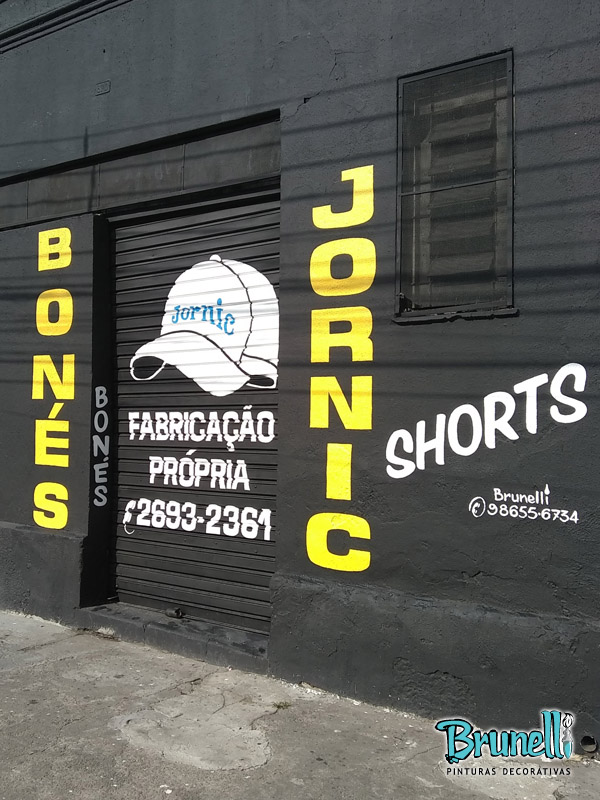 BONÉS
BONÉS
jornic
FABRICAÇÃO
PRÓPRIA
2693-2361
JORNIC
SHORTS
Brunelli
98655-6734
Brunelli
PINTURAS DECORATIVAS